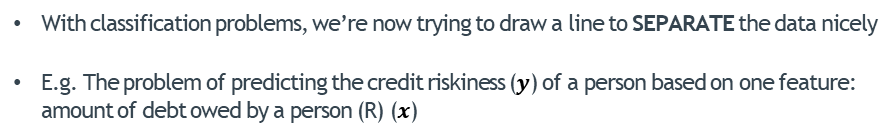 • With classification problems, we're now trying to draw a line to SEPARATE the data nicely
• E.g. The problem of predicting the credit riskiness (y) of a person based on one feature:
amount of debt owed by a person (R) (x)